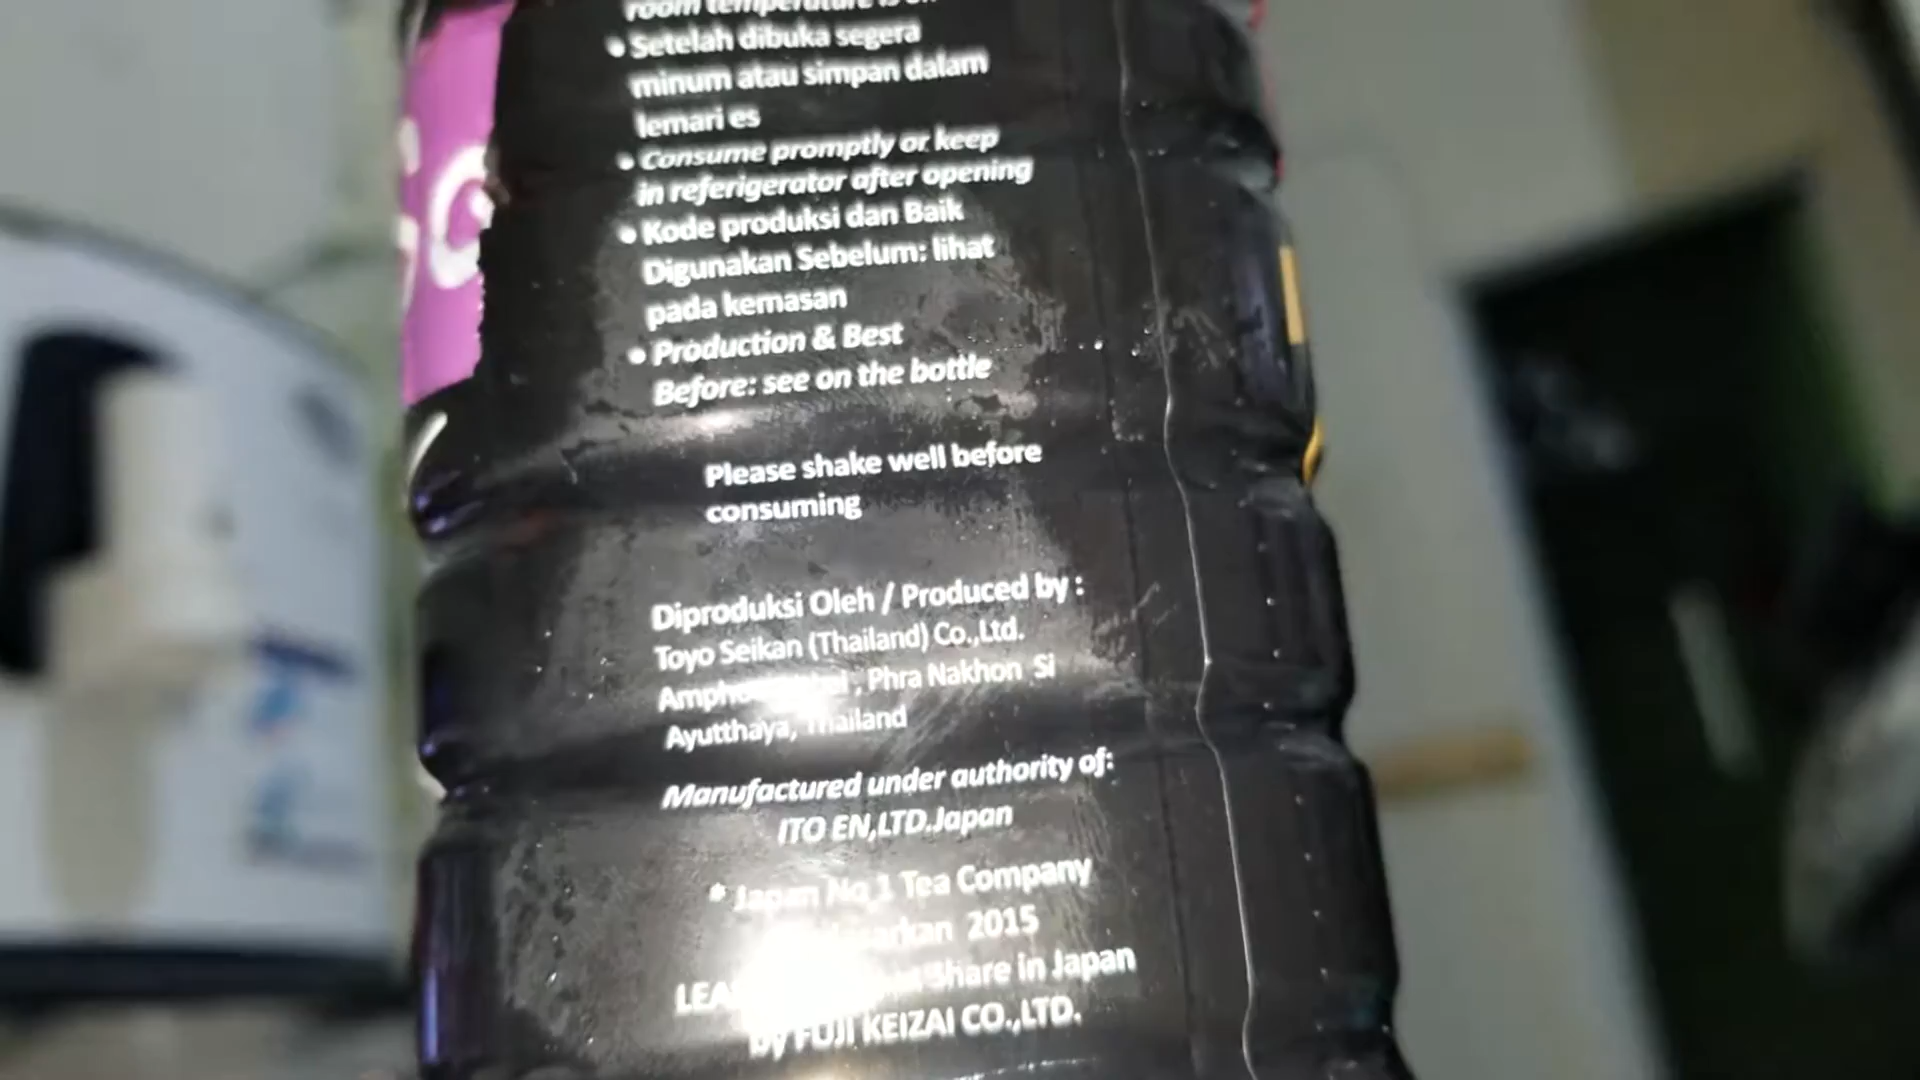 room temperature is
• Setelah dibuka segera
minum atau simpan dalam
lemari es
• Consume promptly or keep
in referigerator after opening
• Kode produksi dan Baik
Digunakan Sebelum: lihat
pada kemasan
• Production & Best
Before: see on the bottle
Please shake well before
consuming
Diproduksi Oleh / Produced by :
Toyo Seikan (Thailand) Co.,Ltd.
Phra Nakhon Si
Ayutthaya, Thailand
Manufactured under authority of:
ITO EN,LTD.Japan
* Japan No.1 Tea Company
2015
Share in Japan
by FUJI KEIZAI CO.,LTD.